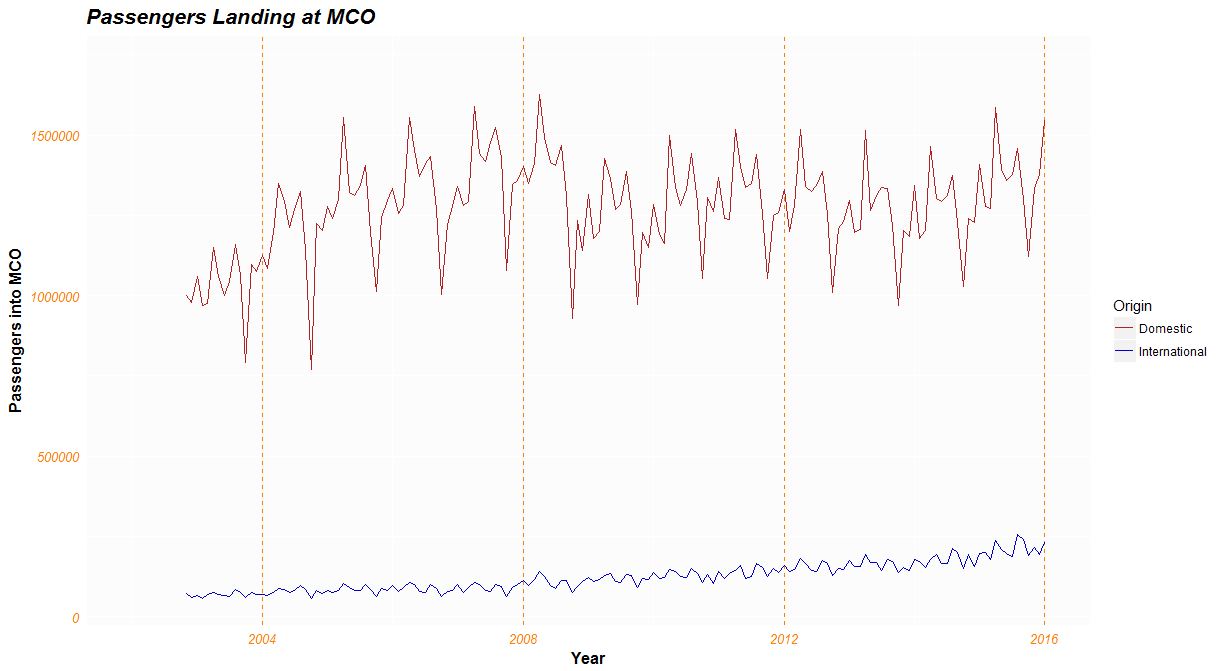 Passengers Landing at MCO
Passengers into MCO
1500000
1000000
500000
0
2004
2008
2012
2016
Year
Origin
Domestic
International